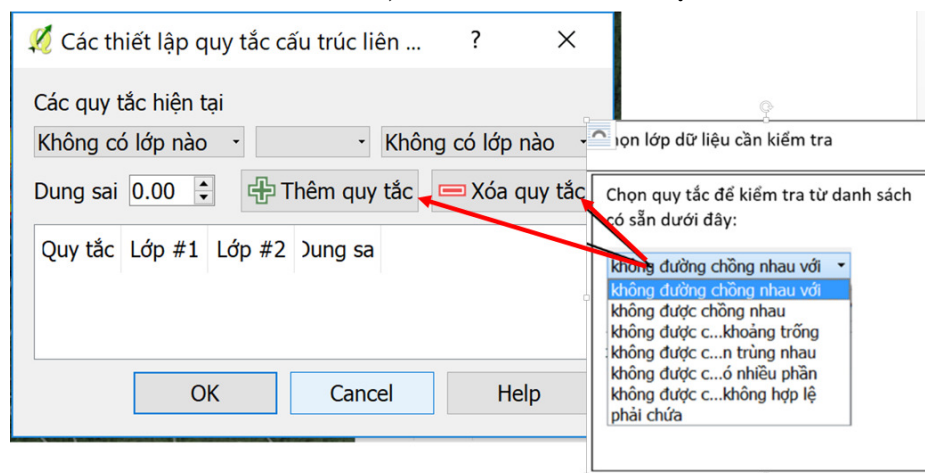 Các thiết lập quy tắc cấu trúc liên ... ? ×
Các quy tắc hiện tại
Không có lớp nào Không có lớp nào
Dung sai 0.00 Thêm quy tắc Xóa quy tắc
Quy tắc Lớp #1 Lớp #2 Dung sa
OK Cancel Help
ọn lớp dữ liệu cần kiểm tra
Chọn quy tắc để kiểm tra từ danh sách
có sẵn dưới đây:
không đường chồng nhau với
không đường chồng nhau với
không được chồng nhau
không được c...khoảng trống
không được c...n trùng nhau
không được c...ó nhiều phần
không được c...không hợp lệ
phải chứa